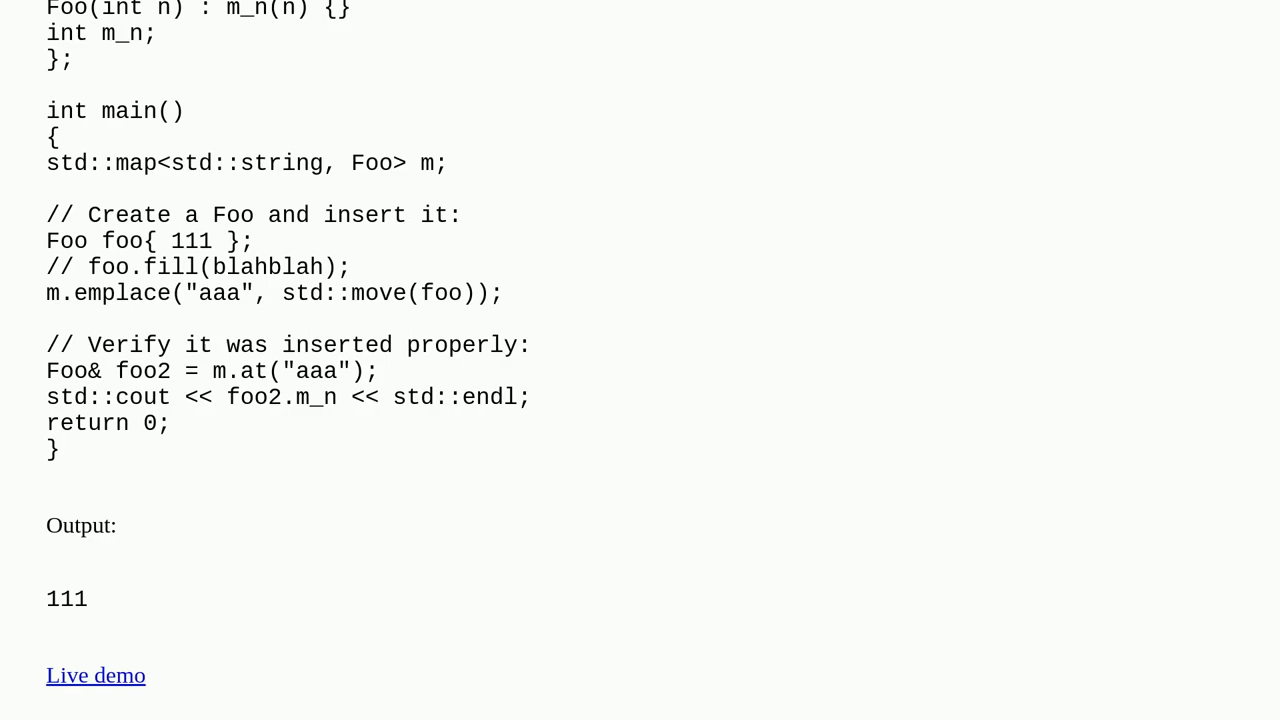 Foo(int n) : m_n(n) {}
int m_n;
};
int main()
{
std::map<std::string, Foo> m;
// Create a Foo and insert it:
Foo foo{ 111 };
// foo.fill(blahblah);
m.emplace("aaa", std::move(foo));
// Verify it was inserted properly:
Foo& foo2 = m.at("aaa");
std::cout << foo2.m_n << std::endl;
return 0;
}
Output:
111
Live demo